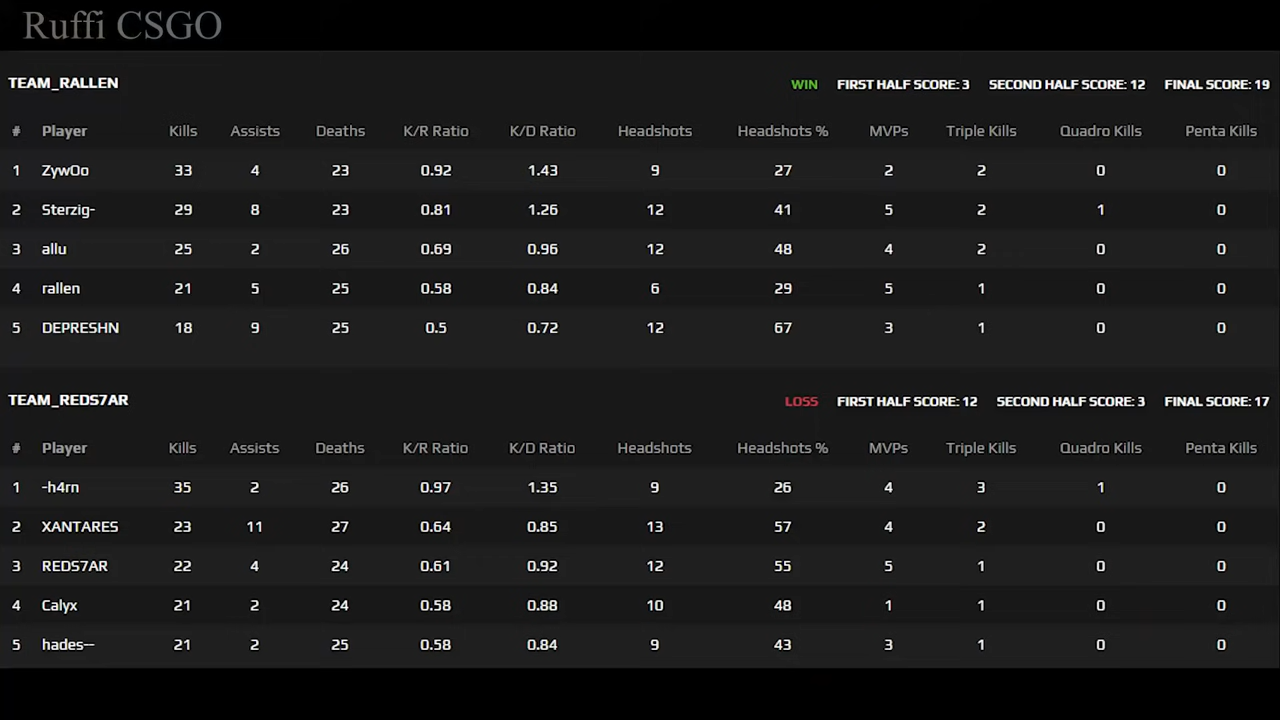 Ruffi CSGO
TEAM_RALLEN WIN FIRST HALF SCORE: 3 SECOND HALF SCORE: 12 FINAL SCORE: 19
# Player Kills Assists Deaths K/R Ratio K/D Ratio Headshots Headshots % MVPs Triple Kills Quadro Kills Penta Kills
1 ZywOo 33 4 23 0.92 1.43 9 27 2 2 0 0
2 Sterzig- 29 8 23 0.81 1.26 12 41 5 2 1 0
3 allu 25 2 26 0.69 0.96 12 48 4 2 0 0
4 rallen 21 5 25 0.58 0.84 6 29 5 1 0 0
5 DEPRESHN 18 9 25 0.5 0.72 12 67 3 1 0 0
TEAM_REDS7AR LOSS FIRST HALF SCORE: 12 SECOND HALF SCORE: 3 FINAL SCORE: 17
# Player Kills Assists Deaths K/R Ratio K/D Ratio Headshots Headshots % MVPs Triple Kills Quadro Kills Penta Kills
1 -h4rn 35 2 26 0.97 1.35 9 26 4 3 1 0
2 XANTARES 23 11 27 0.64 0.85 13 57 4 2 0 0
3 REDS7AR 22 4 24 0.61 0.92 12 55 5 1 0 0
4 Calyx 21 2 24 0.58 0.88 10 48 1 1 0 0
5 hades-- 21 2 25 0.58 0.84 9 43 3 1 0 0